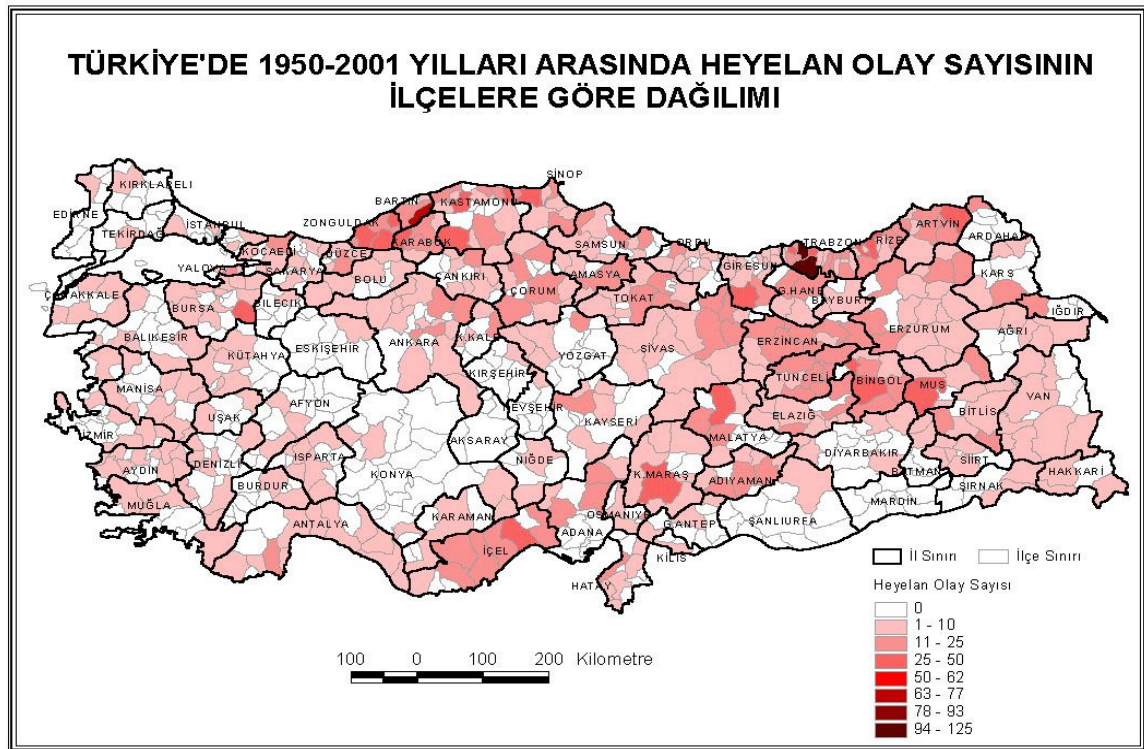 TÜRKİYE'DE 1950-2001 YILLARI ARASINDA HEYELAN OLAY SAYISININ
İLÇELERE GÖRE DAĞILIMI
SİNOP
KIRKLARELİ
BARTIN
KASTAMONU
EDİRNE
TEKİRDAĞ
İSTANBUL
ZONGULDAK
KARABÜK
SAMSUN
ORDU
TRABZON
RİZE
ARTVİN
ARDAHAN
KOCAELİ
DÜZCE
YALOVA
SAKARYA
BOLU
ÇANKIRI
AMASYA
GİRESUN
KARS
ÇANAKKALE
BURSA
BİLECİK
ÇORUM
TOKAT
G.HANE
BAYBURT
IĞDIR
BALIKESİR
ESKİŞEHİR
ANKARA
K.KALE
YOZGAT
SİVAS
ERZİNCAN
ERZURUM
AĞRI
KÜTAHYA
KIRŞEHİR
TUNCELİ
BİNGÖL
MUŞ
MANİSA
UŞAK
AFYON
NEVŞEHİR
KAYSERİ
ELAZIĞ
BİTLİS
VAN
İZMİR
AKSARAY
MALATYA
DİYARBAKIR
AYDIN
DENİZLİ
ISPARTA
KONYA
NİĞDE
K.MARAŞ
ADIYAMAN
BATMAN
SİİRT
HAKKARİ
BURDUR
MARDİN
ŞIRNAK
MUĞLA
ANTALYA
KARAMAN
İÇEL
ADANA
OSMANİYE
G.ANTEP
ŞANLIURFA
KİLİS
HATAY
İl Sınırı İlçe Sınırı
Heyelan Olay Sayısı
0
1 - 10
11 - 25
25 - 50
50 - 62
63 - 77
78 - 93
94 - 125
100 0 100 200 Kilometre